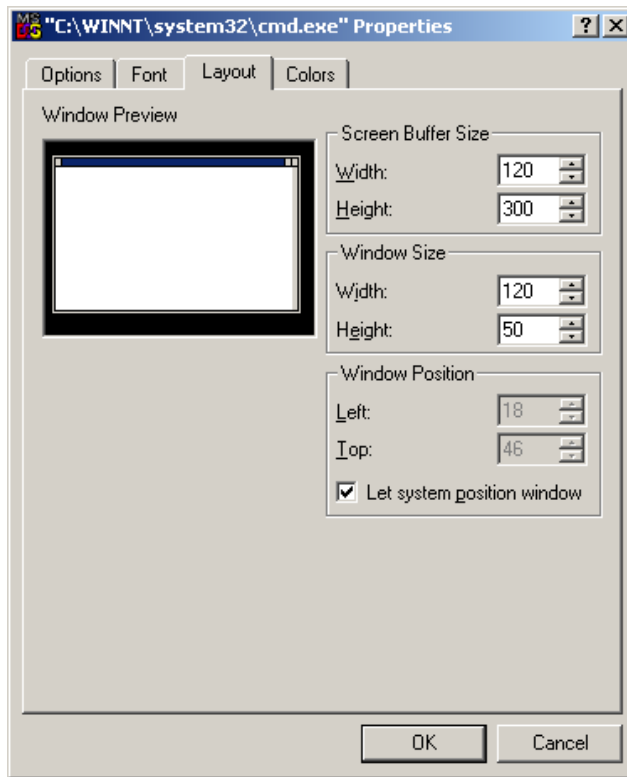 "C:\WINNT\system32\cmd.exe" Properties
Options Font Layout Colors
Window Preview
Screen Buffer Size
Width: 120
Height: 300
Window Size
Width: 120
Height: 50
Window Position
Left: 18
Top: 46
Let system position window
OK Cancel